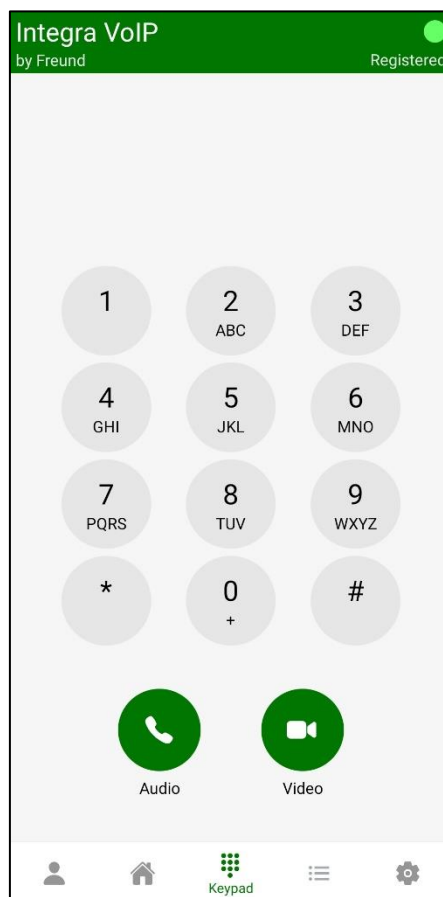 Integra VoIP
by Freund
Registered
1 2 3
ABC DEF
4 5 6
GHI JKL MNO
7 8 9
PQRS TUV WXYZ
* 0 #
+
Audio Video
Keypad